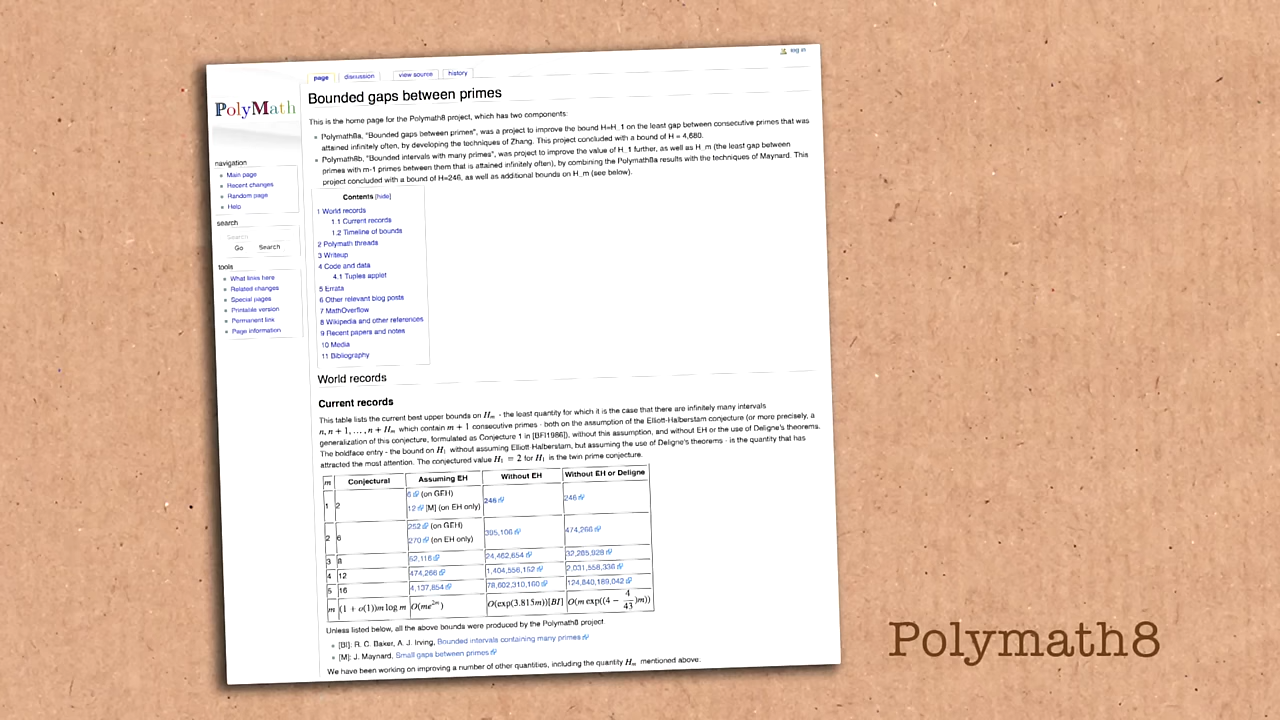 log in
page discussion view source history
PolyMath
Bounded gaps between primes
This is the home page for the Polymath8 project, which has two components:
Polymath8a, "Bounded gaps between primes", was a project to improve the bound H=H_1 on the least gap between consecutive primes that was
attained infinitely often, by developing the techniques of Zhang. This project concluded with a bound of H = 4,680.
Polymath8b, "Bounded intervals with many primes", was project to improve the value of H_1 further, as well as H_m (the least gap between
primes with m-1 primes between them that is attained infinitely often), by combining the Polymath8a results with the techniques of Maynard. This
project concluded with a bound of H=246, as well as additional bounds on H_m (see below).
navigation
Main page
Recent changes
Random page
Help
search
Search
Go Search
tools
What links here
Related changes
Special pages
Printable version
Permanent link
Page information
Contents [hide]
1 World records
1.1 Current records
1.2 Timeline of bounds
2 Polymath threads
3 Writeup
4 Code and data
4.1 Tuples applet
5 Errata
6 Other relevant blog posts
7 MathOverflow
8 Wikipedia and other references
9 Recent papers and notes
10 Media
11 Bibliography
World records
Current records
This table lists the current best upper bounds on H_m - the least quantity for which it is the case that there are infinitely many intervals
n, n + 1, . . . , n + H_m which contain m + 1 consecutive primes - both on the assumption of the Elliott-Halberstam conjecture (or more precisely, a
generalization of this conjecture, formulated as Conjecture 1 in [BFI1986]), without this assumption, and without EH or the use of Deligne's theorems.
The boldface entry - the bound on H_1 without assuming Elliott-Halberstam, but assuming the use of Deligne's theorems - is the quantity that has
attracted the most attention. The conjectured value H_1 = 2 for H_1 is the twin prime conjecture.
m Conjectural Assuming EH Without EH Without EH or Deligne
1 2 6 (on GEH) 246 246
12 [M] (on EH only)
2 6 252 (on GEH) 395,106 474,266
270 (on EH only)
3 8 52,116 24,462,654 32,285,928
4 12 474,266 1,404,556,152 2,031,558,336
5 16 4,137,854 78,602,310,160 124,840,189,042
m (1 + o(1))m log m O(me^{2m}) O(exp(3.815m))[BI] O(m exp((4 − 4/43)m))
Unless listed below, all the above bounds were produced by the Polymath8 project
[BI]: R. C. Baker, A. J. Irving, Bounded intervals containing many primes
[M]: J. Maynard, Small gaps between primes
We have been working on improving a number of other quantities, including the quantity H_m mentioned above:
Polymath8